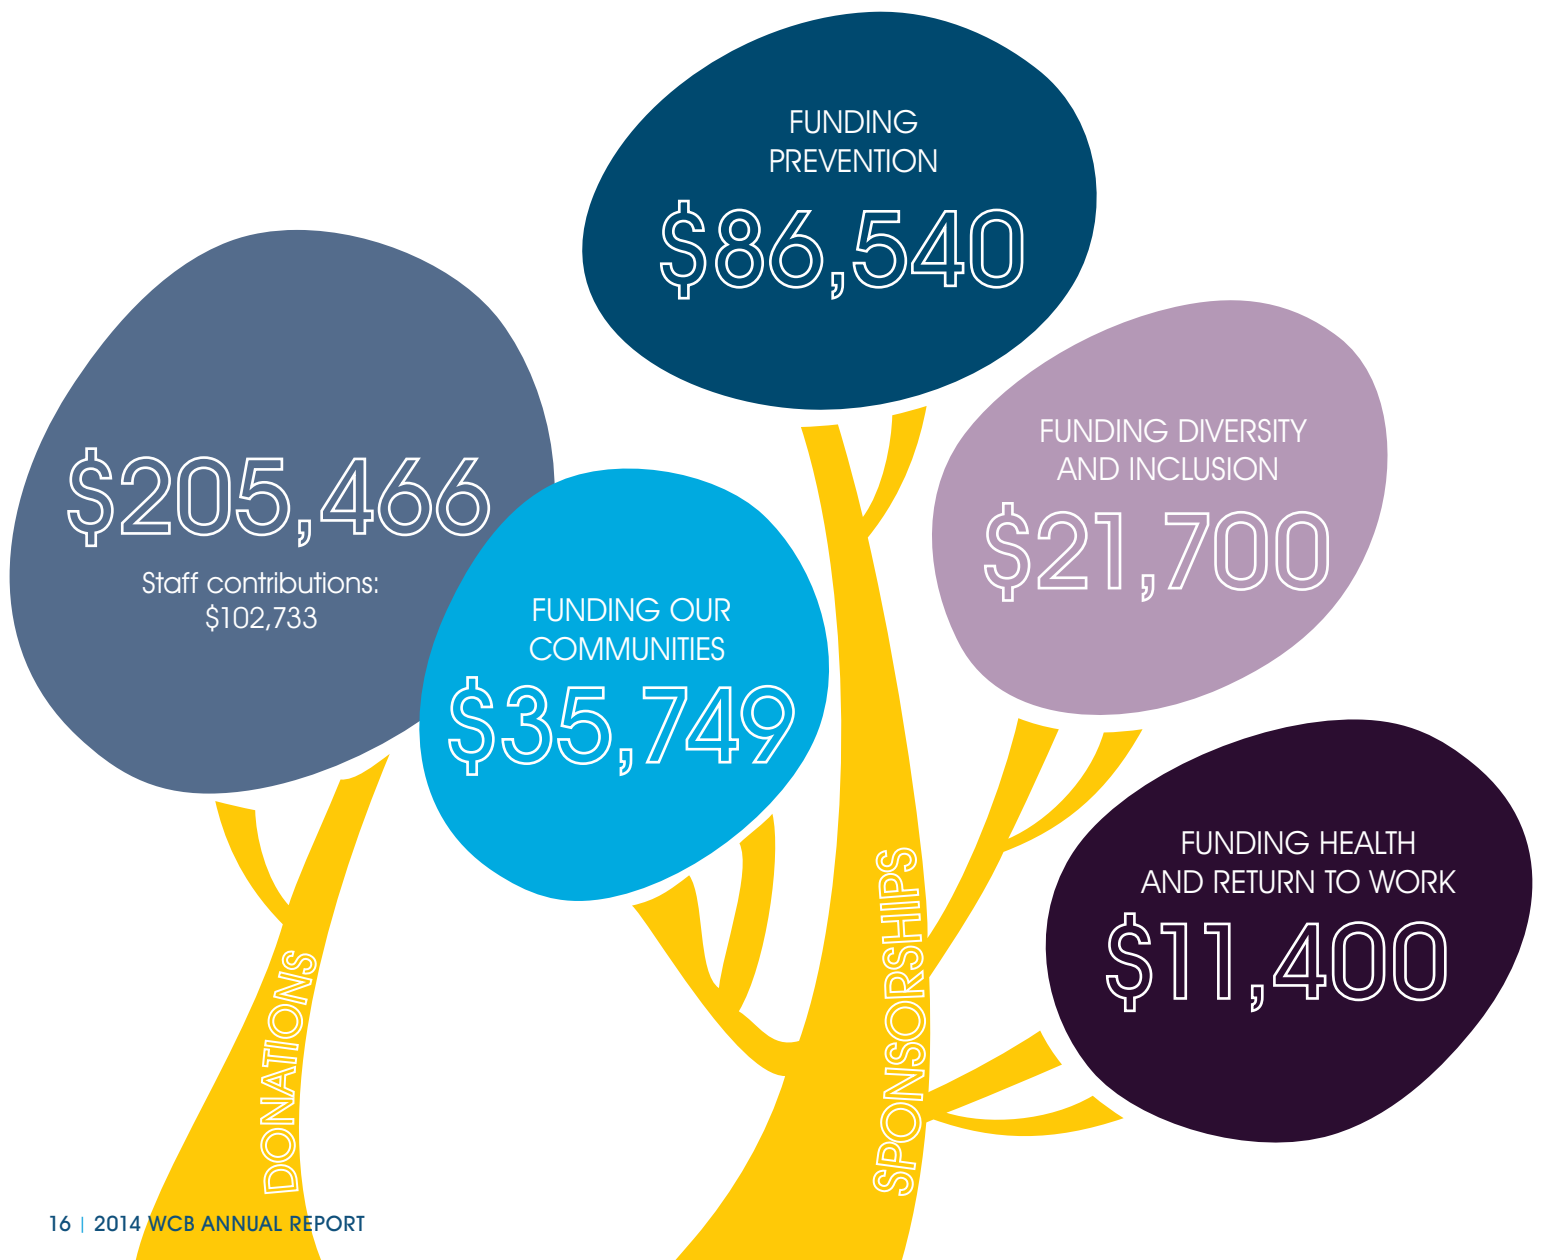 FUNDING
PREVENTION
$86,540
$205,466
Staff contributions:
$102,733
FUNDING DIVERSITY
AND INCLUSION
$21,700
FUNDING OUR
COMMUNITIES
$35,749
FUNDING HEALTH
AND RETURN TO WORK
$11,400
DONATIONS
SPONSORSHIPS
16 | 2014 WCB ANNUAL REPORT